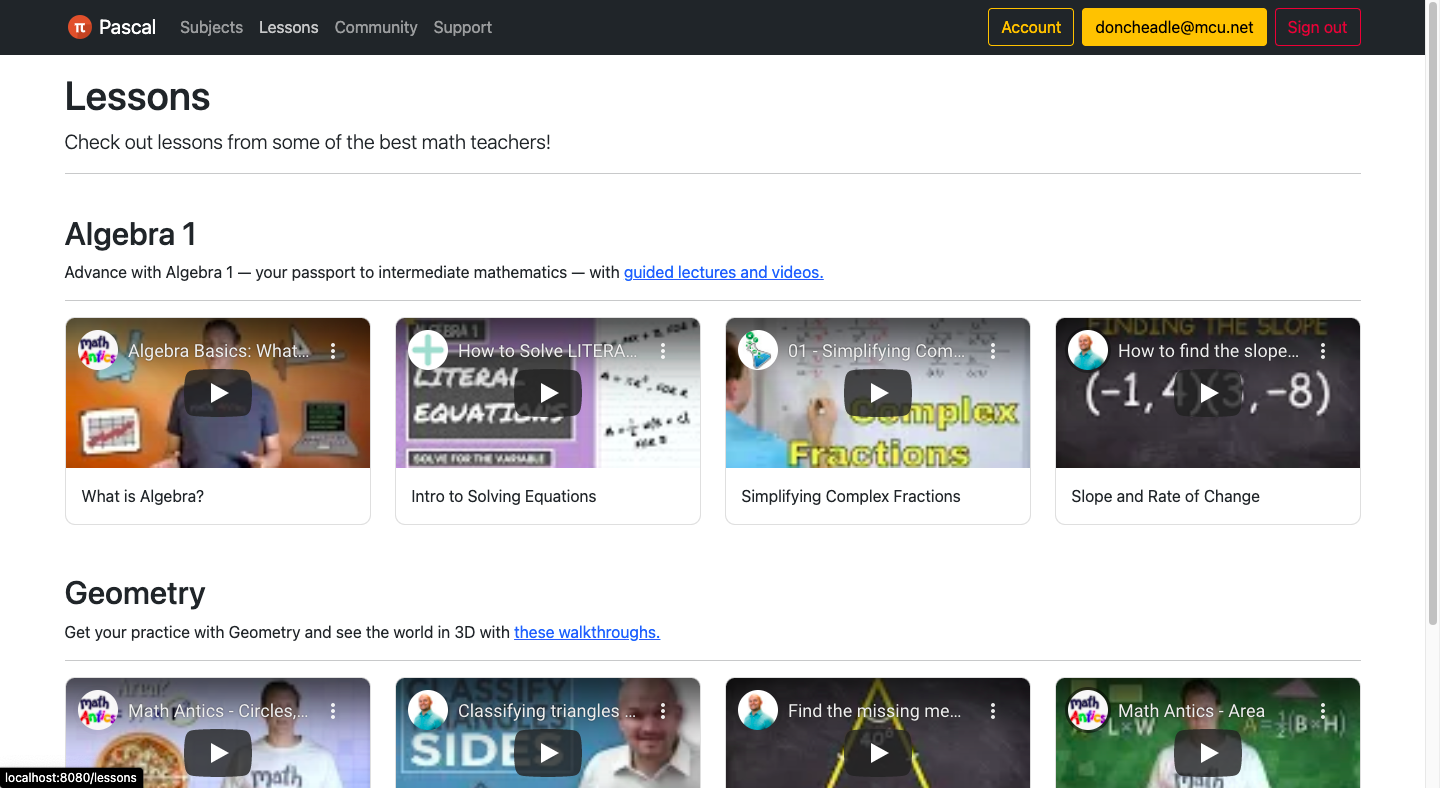 π Pascal Subjects Lessons Community Support Account doncheadle@mcu.net Sign out
Lessons
Check out lessons from some of the best math teachers!
Algebra 1
Advance with Algebra 1 — your passport to intermediate mathematics — with guided lectures and videos.
math Antics Algebra Basics: What...
ALGEBRA 1
How to Solve LITERA...
LITERAL
EQUATIONS
SOLVE FOR THE VARIABLE
01 - Simplifying Com...
Complex
Fractions
FINDING THE SLOPE
How to find the slope...
(-1, 4)(3, -8)
What is Algebra?
Intro to Solving Equations
Simplifying Complex Fractions
Slope and Rate of Change
Geometry
Get your practice with Geometry and see the world in 3D with these walkthroughs.
math Antics Math Antics - Circles,...
math
CLASSIFY
Classifying triangles ...
SIDES
Find the missing me...
40°
math Antics Math Antics - Area
L×W
A=½(B×H)
math
localhost:8080/lessons